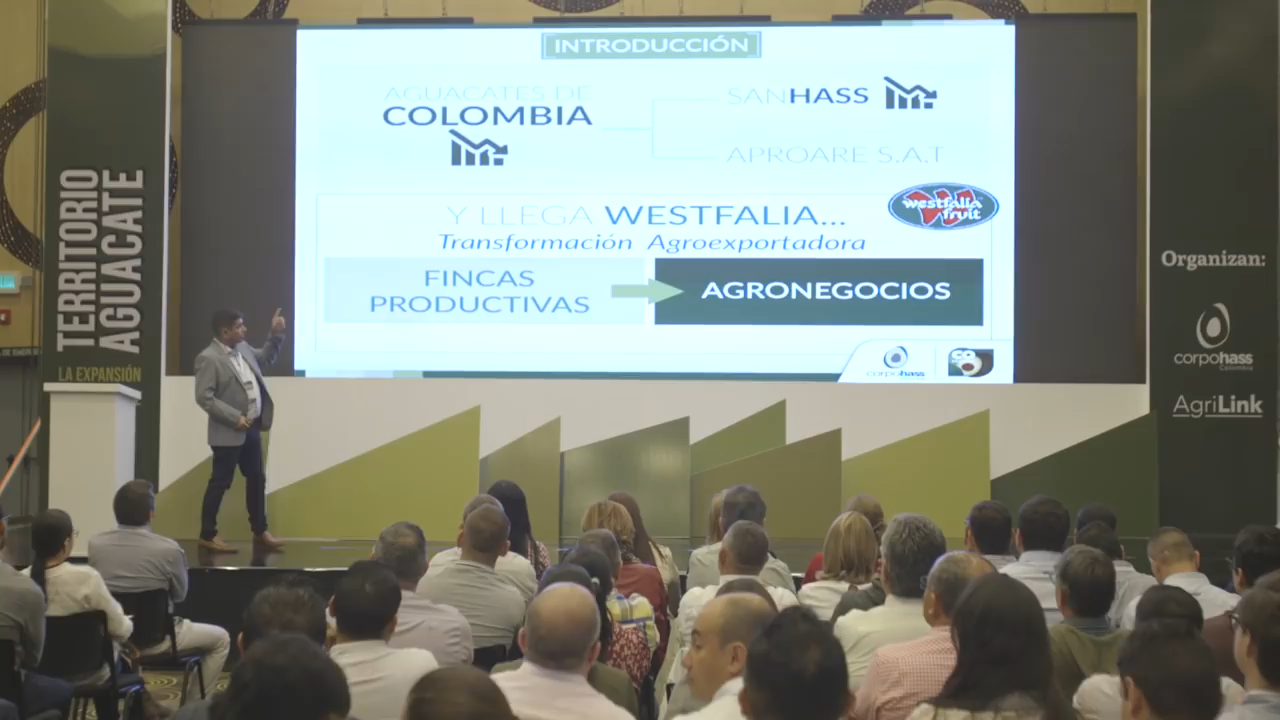 INTRODUCCIÓN
AGUACATES DE
COLOMBIA
SANHASS
APROARE S.A.T
Y LLEGA WESTFALIA...
westfalia
fruit
Transformación Agroexportadora
FINCAS
PRODUCTIVAS
AGRONEGOCIOS
corpohass
TERRITORIO
AGUACATE
LA EXPANSIÓN
Organizan:
corpohass
Colombia
AgriLink